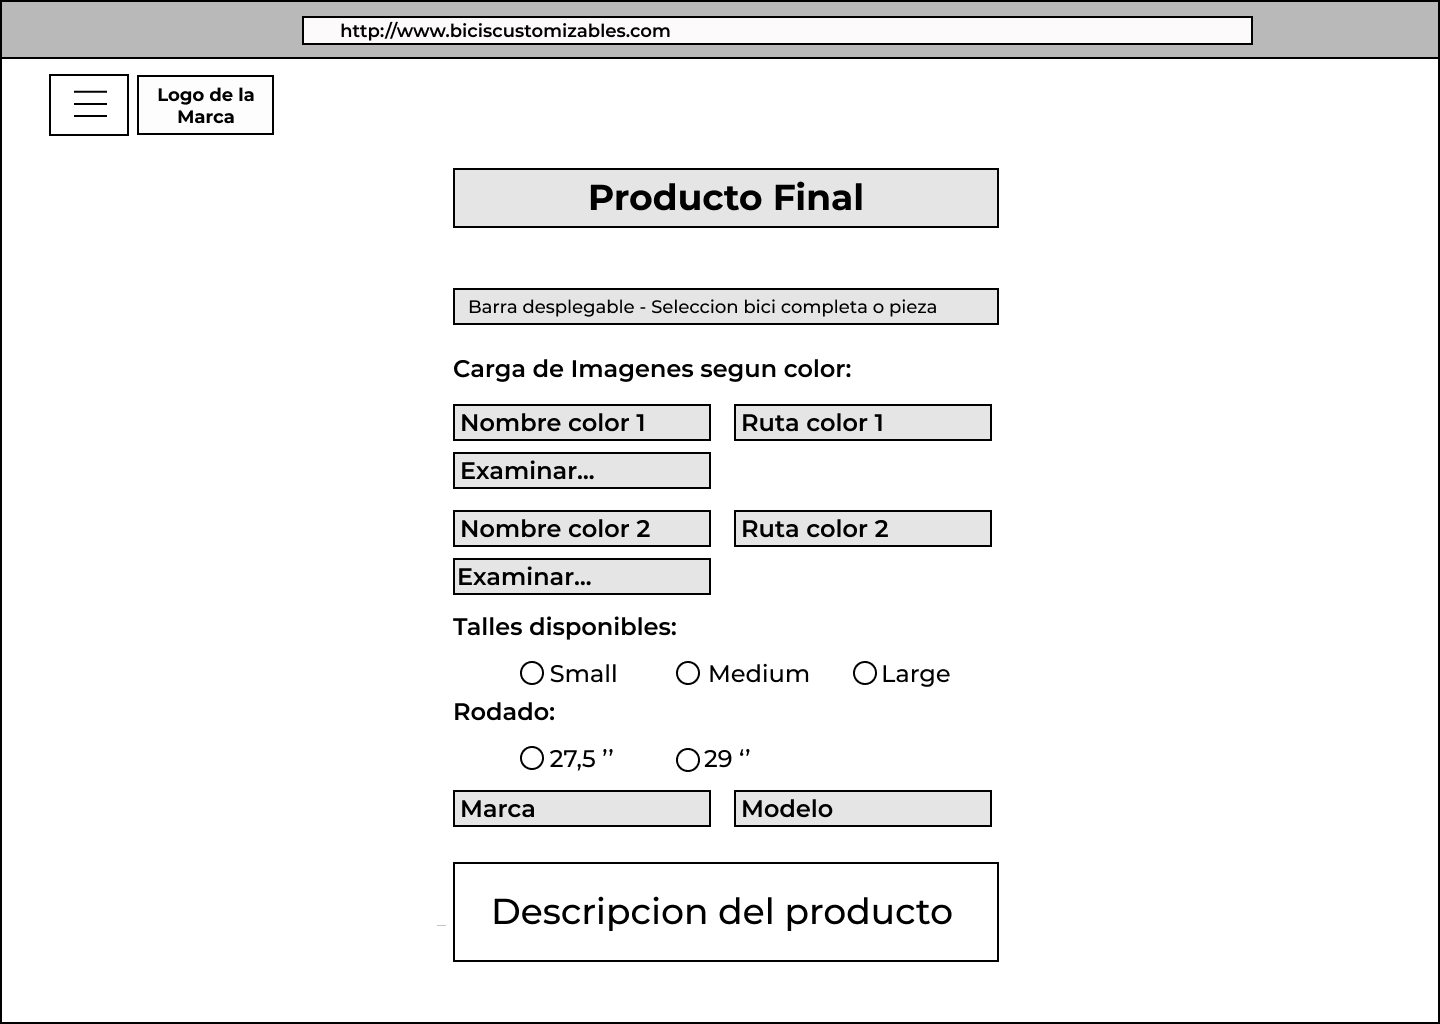 http://www.biciscustomizables.com
Logo de la
Marca
Producto Final
Barra desplegable - Seleccion bici completa o pieza
Carga de Imagenes segun color:
Nombre color 1
Ruta color 1
Examinar...
Nombre color 2
Ruta color 2
Examinar...
Talles disponibles:
Small Medium Large
Rodado:
27,5 ’’ 29 ‘’
Marca
Modelo
Descripcion del producto